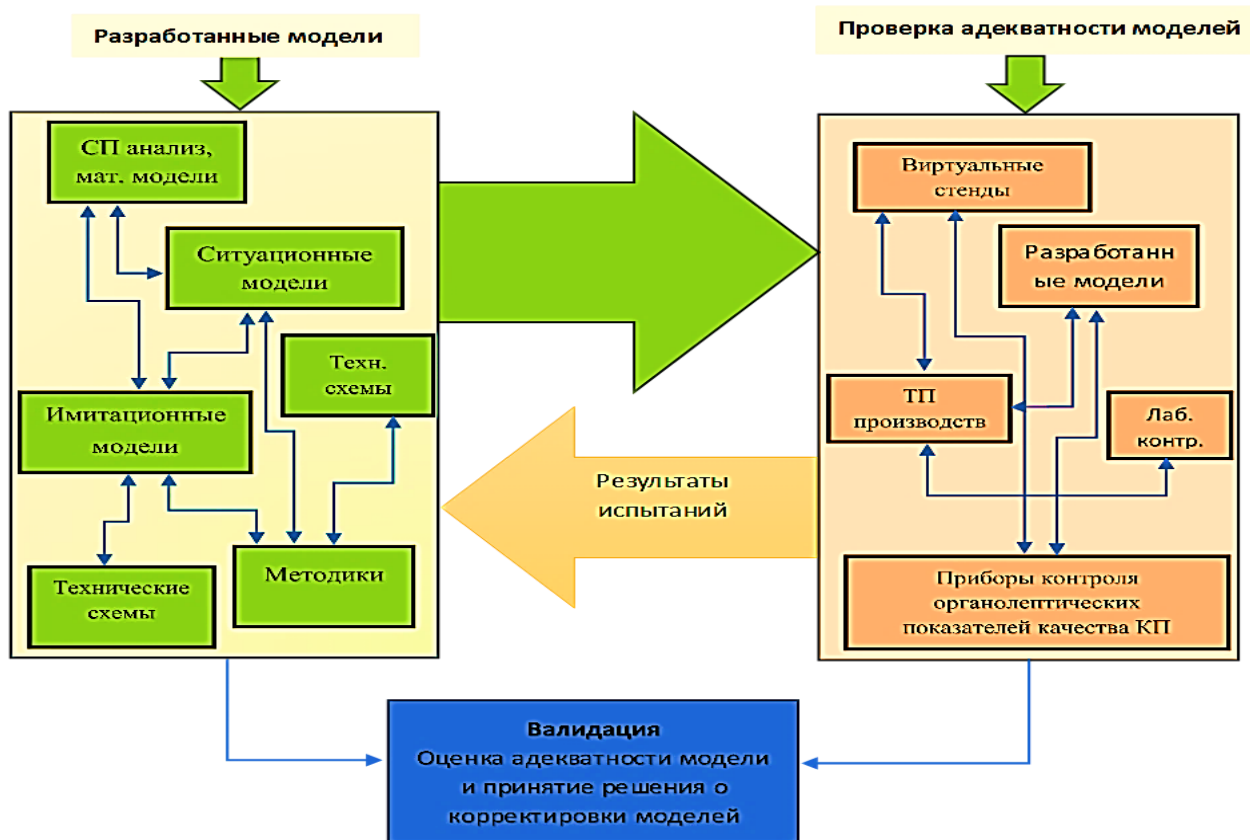 Разработанные модели
Проверка адекватности моделей
СП анализ,
мат. модели
Ситуационные
модели
Техн.
схемы
Имитационные
модели
Технические
схемы
Методики
Результаты
испытаний
Виртуальные
стенды
Разработанн
ые модели
ТП
производств
Лаб.
контр.
Приборы контроля
органолептических
показателей качества КП
Валидация
Оценка адекватности модели
и принятие решения о
корректировки моделей